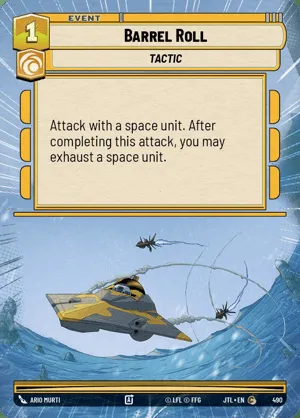 EVENT
1
BARREL ROLL
TACTIC
Attack with a space unit. After
completing this attack, you may
exhaust a space unit.
ARIO MURTI
© LFL © FFG
JTL • EN
490